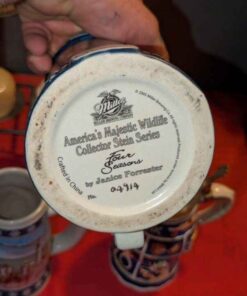 Miller
America's Majestic Wildlife
Collector Stein Series
Four
Seasons
by Janice Forrester
Crafted in China
No. 04914